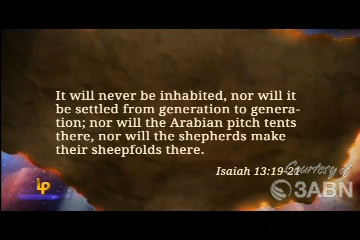 It will never be inhabited, nor will it
be settled from generation to genera-
tion; nor will the Arabian pitch tents
there, nor will the shepherds make
their sheepfolds there.
Isaiah 13:19-21
Courtesy of
3ABN
LP